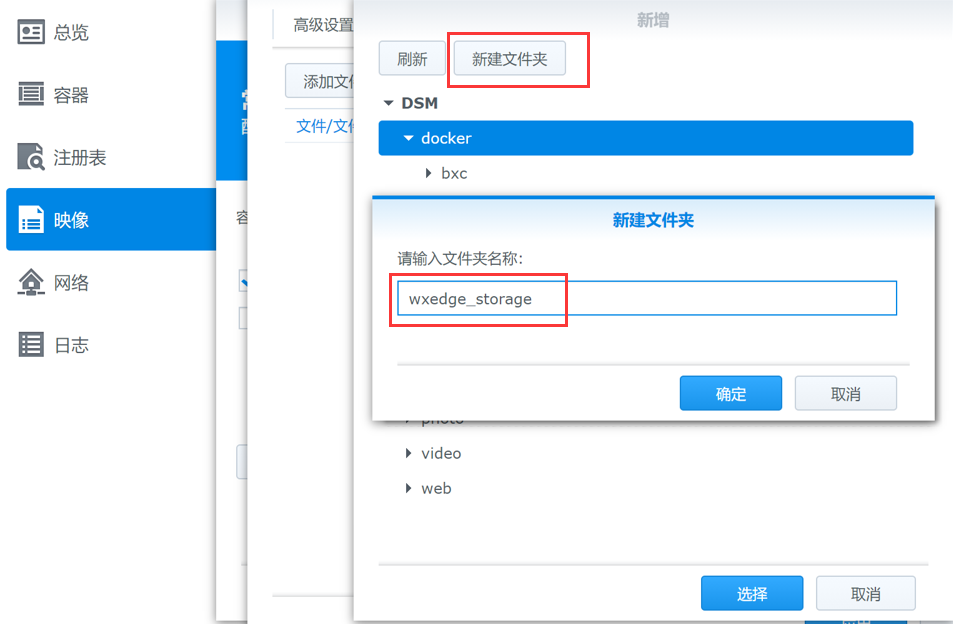 总览
容器
注册表
映像
网络
日志
容
高级设置
添加文
文件/文
新增
刷新
新建文件夹
DSM
docker
bxc
新建文件夹
请输入文件夹名称:
wxedge_storage
确定
取消
photo
video
web
选择
取消